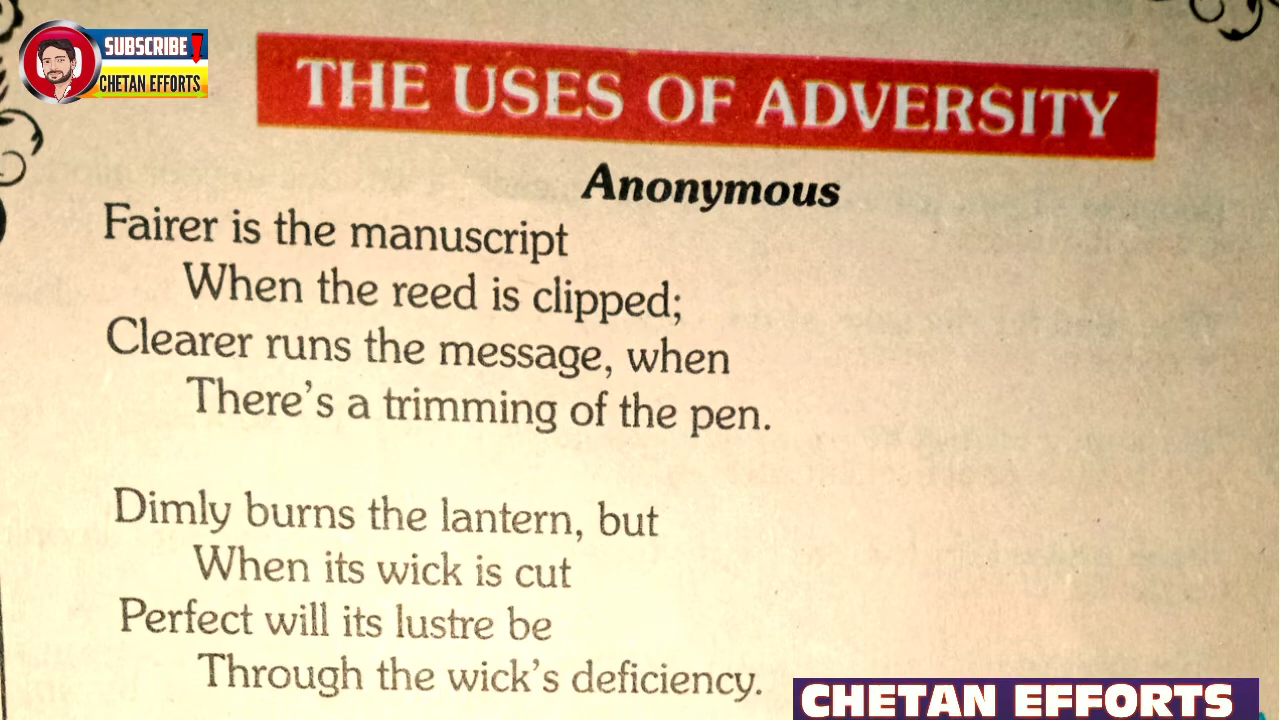 SUBSCRIBE!
CHETAN EFFORTS
THE USES OF ADVERSITY
Anonymous
Fairer is the manuscript
When the reed is clipped;
Clearer runs the message, when
There's a trimming of the pen.
Dimly burns the lantern, but
When its wick is cut
Perfect will its lustre be
Through the wick's deficiency.
CHETAN EFFORTS